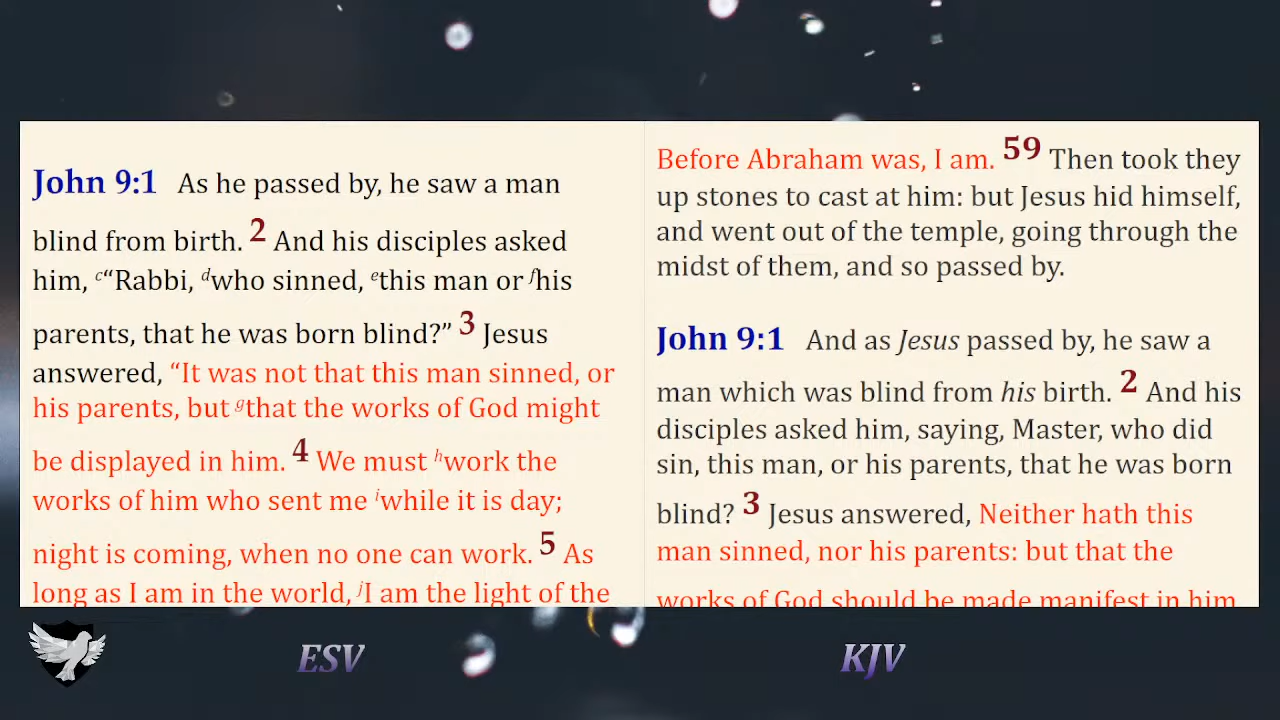 John 9:1 As he passed by, he saw a man
blind from birth. 2 And his disciples asked
him, c“Rabbi, dwho sinned, ethis man or fhis
parents, that he was born blind?” 3 Jesus
answered, “It was not that this man sinned, or
his parents, but gthat the works of God might
be displayed in him. 4 We must hwork the
works of him who sent me iwhile it is day;
night is coming, when no one can work. 5 As
long as I am in the world, jI am the light of the
Before Abraham was, I am. 59 Then took they
up stones to cast at him: but Jesus hid himself,
and went out of the temple, going through the
midst of them, and so passed by.
John 9:1 And as Jesus passed by, he saw a
man which was blind from his birth. 2 And his
disciples asked him, saying, Master, who did
sin, this man, or his parents, that he was born
blind? 3 Jesus answered, Neither hath this
man sinned, nor his parents: but that the
works of God should be made manifest in him
ESV
KJV